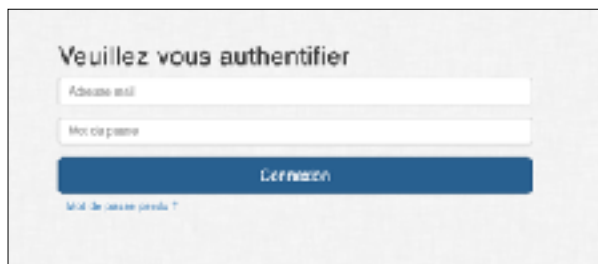 Veuillez vous authentifier
Adresse mail
Mot de passe
Connexion
Mot de passe perdu ?